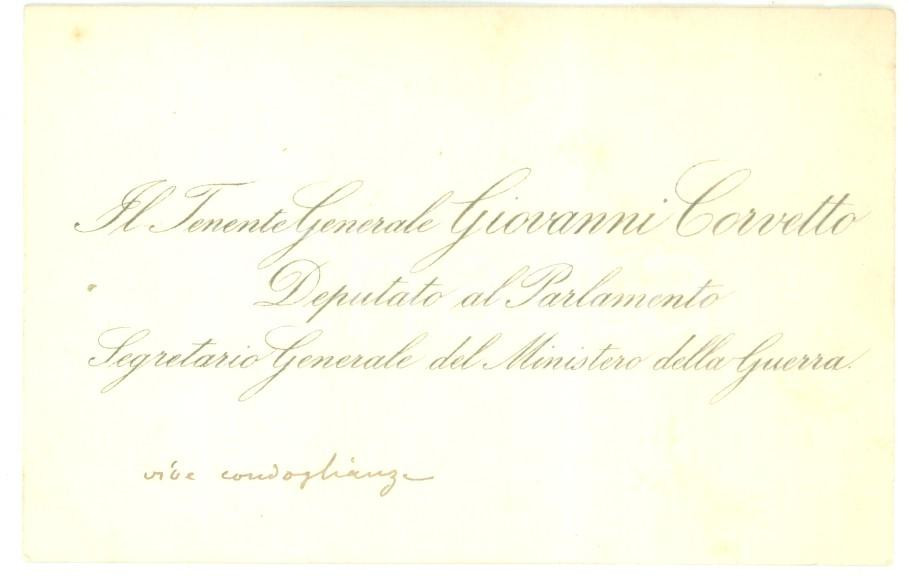 Il Tenente Generale Giovanni Corvetto
Deputato al Parlamento
Segretario Generale del Ministero della Guerra.
vive condoglianze